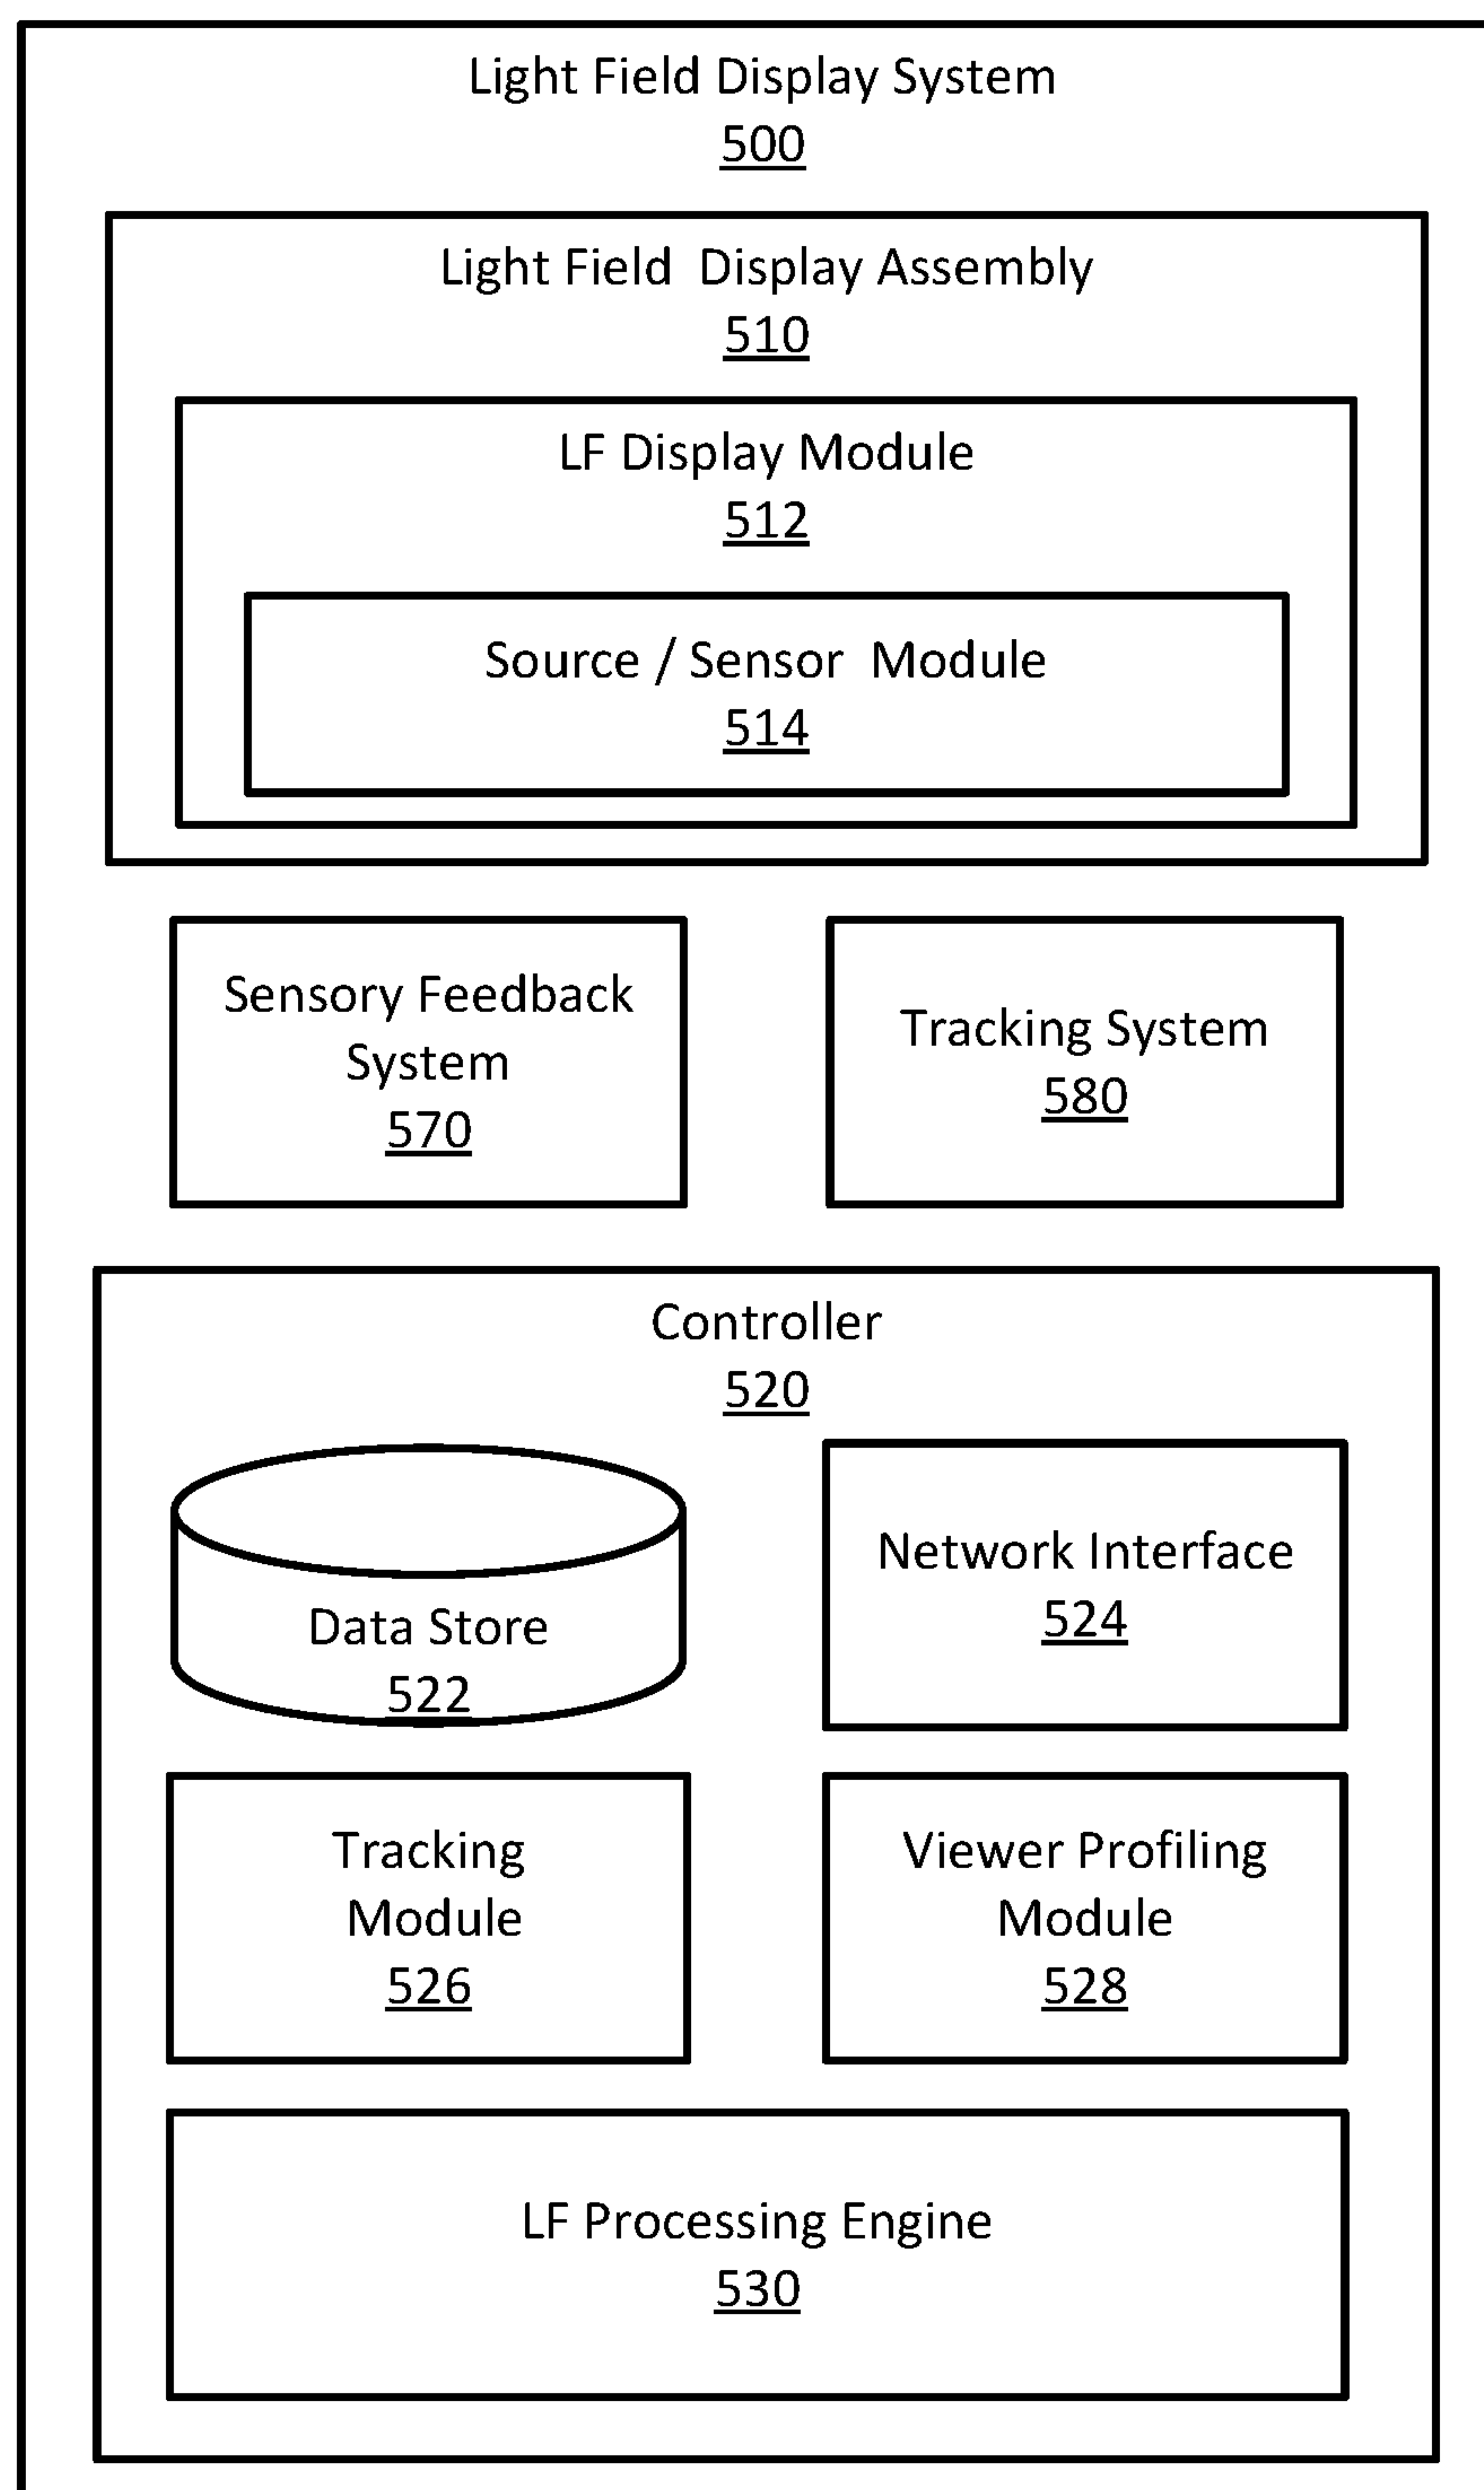 Light Field Display System
500
Light Field Display Assembly
510
LF Display Module
512
Source / Sensor Module
514
Sensory Feedback
System
570
Tracking System
580
Controller
520
Data Store
522
Network Interface
524
Tracking
Module
526
Viewer Profiling
Module
528
LF Processing Engine
530